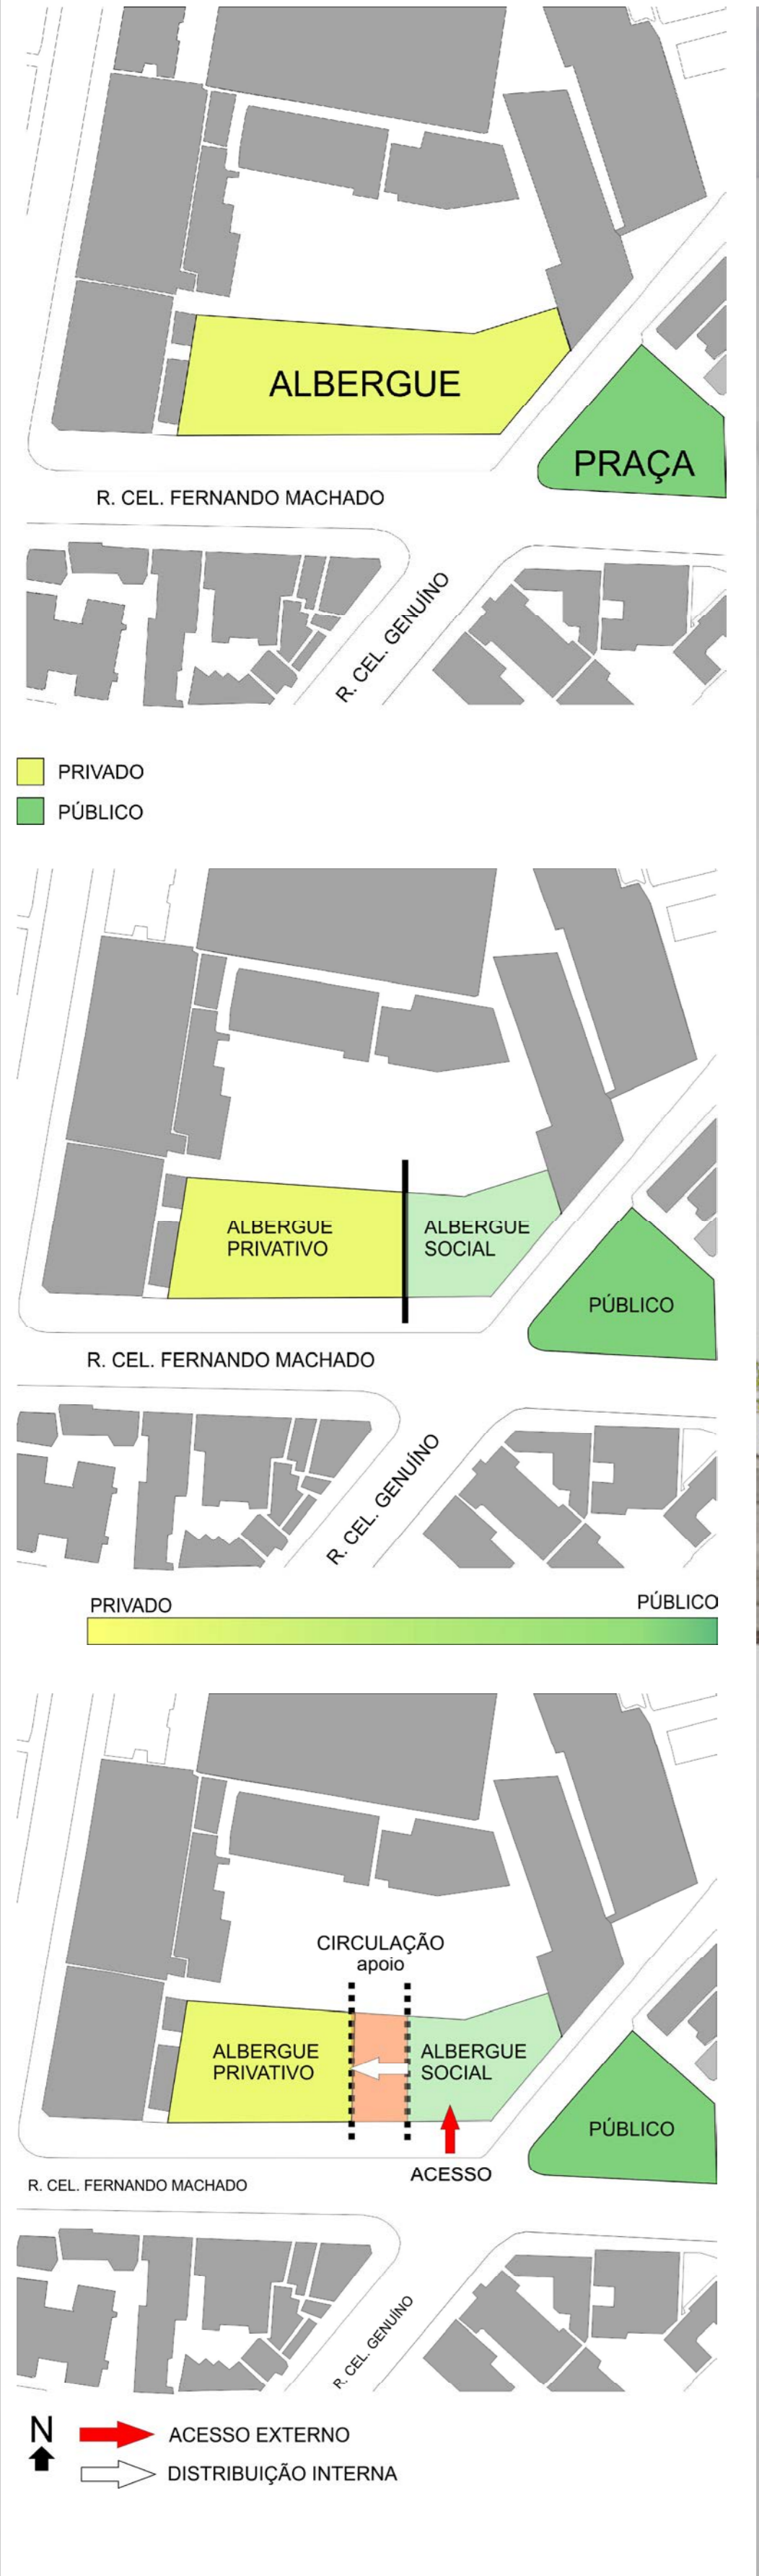 ALBERGUE
PRAÇA
R. CEL. FERNANDO MACHADO
R. CEL. GENUÍNO
PRIVADO
PÚBLICO
ALBERGUE
PRIVATIVO
ALBERGUE
SOCIAL
PÚBLICO
R. CEL. FERNANDO MACHADO
R. CEL. GENUÍNO
PRIVADO
PÚBLICO
CIRCULAÇÃO
apoio
ALBERGUE
PRIVATIVO
ALBERGUE
SOCIAL
PÚBLICO
ACESSO
R. CEL. FERNANDO MACHADO
R. CEL. GENUÍNO
N
ACESSO EXTERNO
DISTRIBUIÇÃO INTERNA